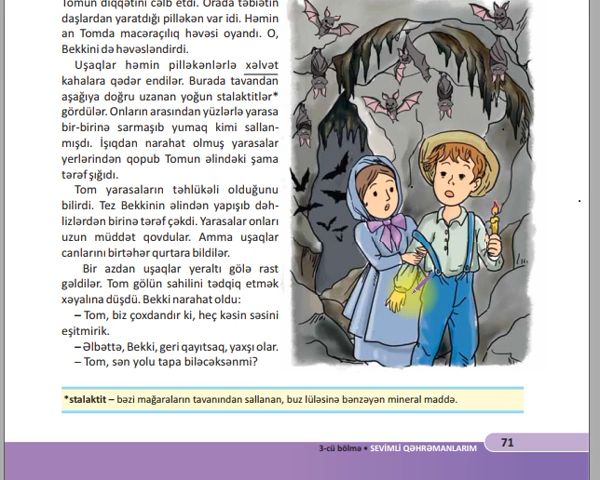 Tomun diqqətini cəlb etdi. Orada təbiətin
daşlardan yaratdığı pilləkən var idi. Həmin
an Tomda macəraçılıq həvəsi oyandı. O,
Bekkini də həvəsləndirdi.
Uşaqlar həmin pilləkənlərlə xəlvət
kahalara qədər endilər. Burada tavandan
aşağıya doğru uzanan yoğun stalaktitlər*
gördülər. Onların arasından yüzlərlə yarasa
bir-birinə sarmaşıb yumaq kimi sallan-
mışdı. İşıqdan narahat olmuş yarasalar
yerlərindən qopub Tomun əlindəki şama
tərəf şığıdı.
Tom yarasaların təhlükəli olduğunu
bilirdi. Tez Bekkinin əlindən yapışıb dəh-
lizlərdən birinə tərəf çəkdi. Yarasalar onları
uzun müddət qovdular. Amma uşaqlar
canlarını birtəhər qurtara bildilər.
Bir azdan uşaqlar yeraltı gölə rast
gəldilər. Tom gölün sahilini tədqiq etmək
xəyalına düşdü. Bekki narahat oldu:
– Tom, biz çoxdandır ki, heç kəsin səsini
eşitmirik.
– Əlbəttə, Bekki, geri qayıtsaq, yaxşı olar.
– Tom, sən yolu tapa biləcəksənmi?
*stalaktit – bəzi mağaraların tavanından sallanan, buz lüləsinə bənzəyən mineral maddə.
3-cü bölmə • SEVİMLİ QƏHRƏMANLARIM 71